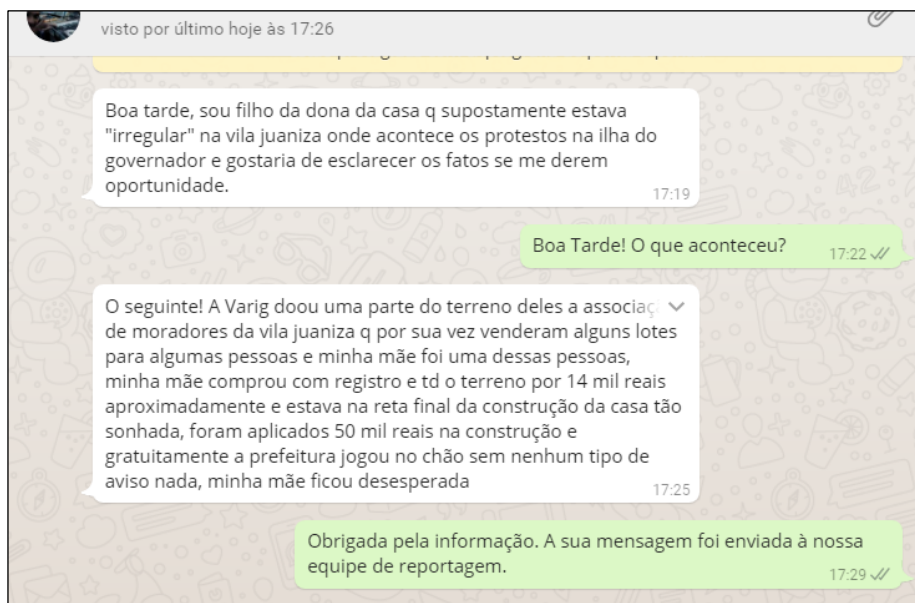 visto por último hoje às 17:26
Boa tarde, sou filho da dona da casa q supostamente estava
"irregular" na vila juaniza onde acontece os protestos na ilha do
governador e gostaria de esclarecer os fatos se me derem
oportunidade.
17:19
Boa Tarde! O que aconteceu?
17:22
O seguinte! A Varig doou uma parte do terreno deles a associaç
de moradores da vila juaniza q por sua vez venderam alguns lotes
para algumas pessoas e minha mãe foi uma dessas pessoas,
minha mãe comprou com registro e td o terreno por 14 mil reais
aproximadamente e estava na reta final da construção da casa tão
sonhada, foram aplicados 50 mil reais na construção e
gratuitamente a prefeitura jogou no chão sem nenhum tipo de
aviso nada, minha mãe ficou desesperada
17:25
Obrigada pela informação. A sua mensagem foi enviada à nossa
equipe de reportagem.
17:29